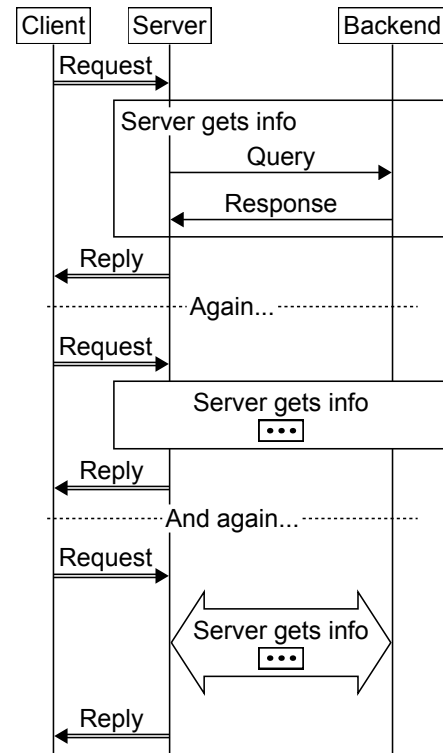 Client Server Backend
Request
Server gets info
Query
Response
Reply
Again...
Request
Server gets info
Reply
And again...
Request
Server gets info
Reply